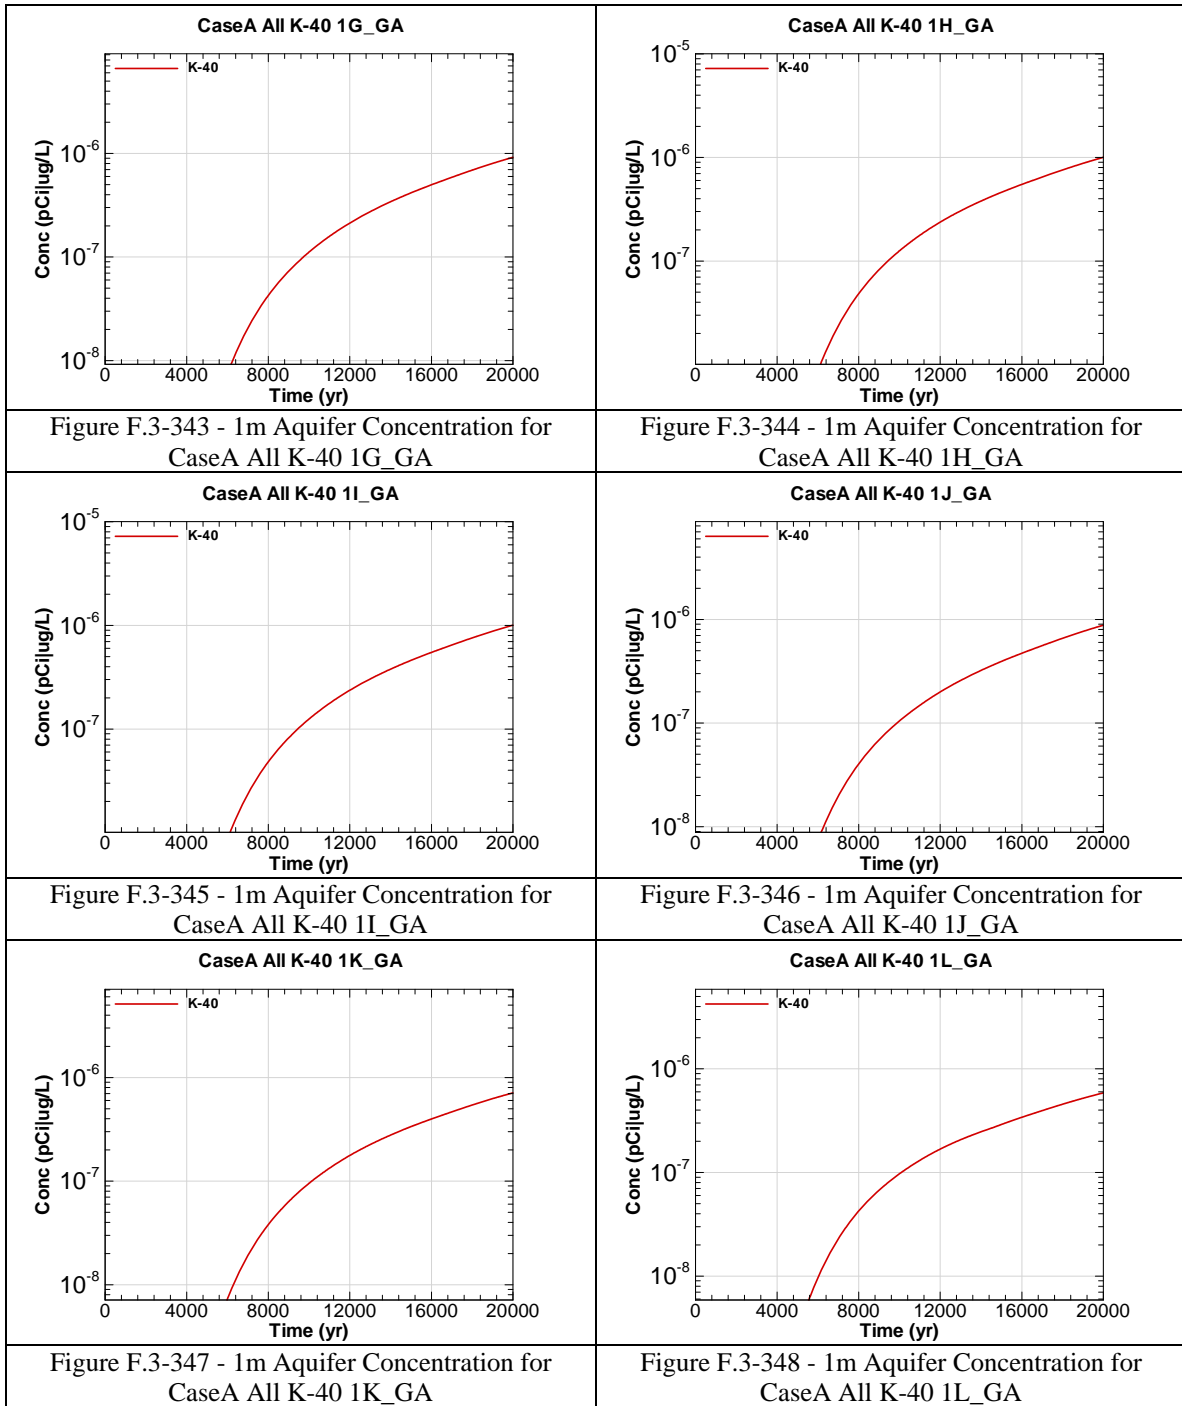 CaseA All K-40 1G_GA
K-40
Conc (pCi|ug/L)
10-6
10-7
10-8
0 4000 8000 12000 16000 20000
Time (yr)
Figure F.3-343 - 1m Aquifer Concentration for
CaseA All K-40 1G_GA
CaseA All K-40 1H_GA
K-40
Conc (pCi|ug/L)
10-5
10-6
10-7
0 4000 8000 12000 16000 20000
Time (yr)
Figure F.3-344 - 1m Aquifer Concentration for
CaseA All K-40 1H_GA
CaseA All K-40 1I_GA
K-40
Conc (pCi|ug/L)
10-5
10-6
10-7
0 4000 8000 12000 16000 20000
Time (yr)
Figure F.3-345 - 1m Aquifer Concentration for
CaseA All K-40 1I_GA
CaseA All K-40 1J_GA
K-40
Conc (pCi|ug/L)
10-6
10-7
10-8
0 4000 8000 12000 16000 20000
Time (yr)
Figure F.3-346 - 1m Aquifer Concentration for
CaseA All K-40 1J_GA
CaseA All K-40 1K_GA
K-40
Conc (pCi|ug/L)
10-6
10-7
10-8
0 4000 8000 12000 16000 20000
Time (yr)
Figure F.3-347 - 1m Aquifer Concentration for
CaseA All K-40 1K_GA
CaseA All K-40 1L_GA
K-40
Conc (pCi|ug/L)
10-6
10-7
10-8
0 4000 8000 12000 16000 20000
Time (yr)
Figure F.3-348 - 1m Aquifer Concentration for
CaseA All K-40 1L_GA